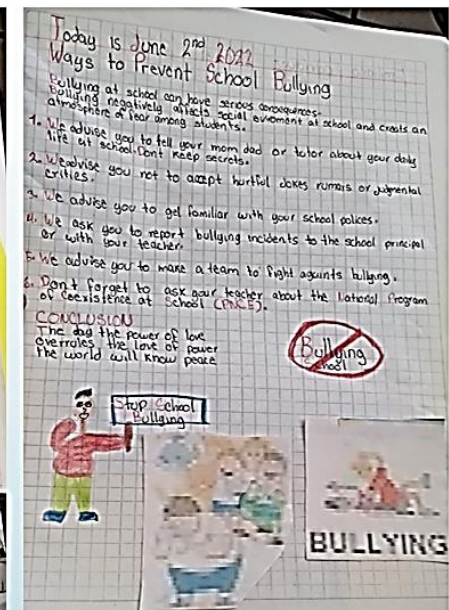 Today is June 2nd 2022
Ways to Prevent School Bullying
Bullying at school can have serious consequences.
Bullying negatively affects social eviroment at school and creats an
atmosphere of fear among students.
1. We advise you to tell your mom dad or tutor about your daily
life at school. Dont keep secrets.
2. We advise you not to accept hurtful Jokes rumors or Judgmental
critics.
3. We advise you to get familiar with your school polices.
4. We ask you to report bullying incidents to the school principal
or with your teacher.
5. We advise you to make a team to fight againts bullying.
6. Don't forget to ask your teacher about the National Program
of Coexistence at School (PNCE).
CONCLUSION
The day the power of love
overrules the love of power
the world will know peace
Bullying
School
Stop School
Bullying
BULLYING